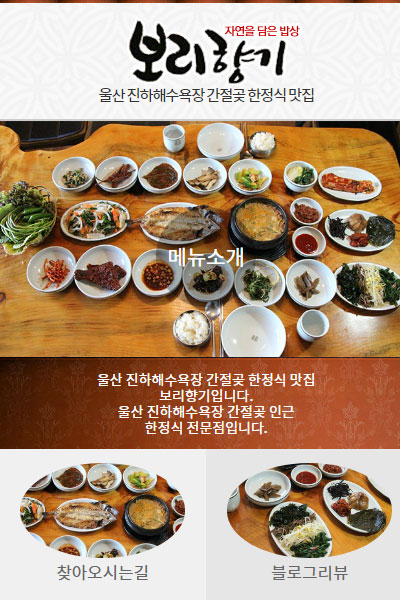 자연을 담은 밥상
보리향기
울산 진하해수욕장 간절곶 한정식 맛집
메뉴소개
울산 진하해수욕장 간절곶 한정식 맛집
보리향기입니다.
울산 진하해수욕장 간절곶 인근
한정식 전문점입니다.
찾아오시는길
블로그리뷰